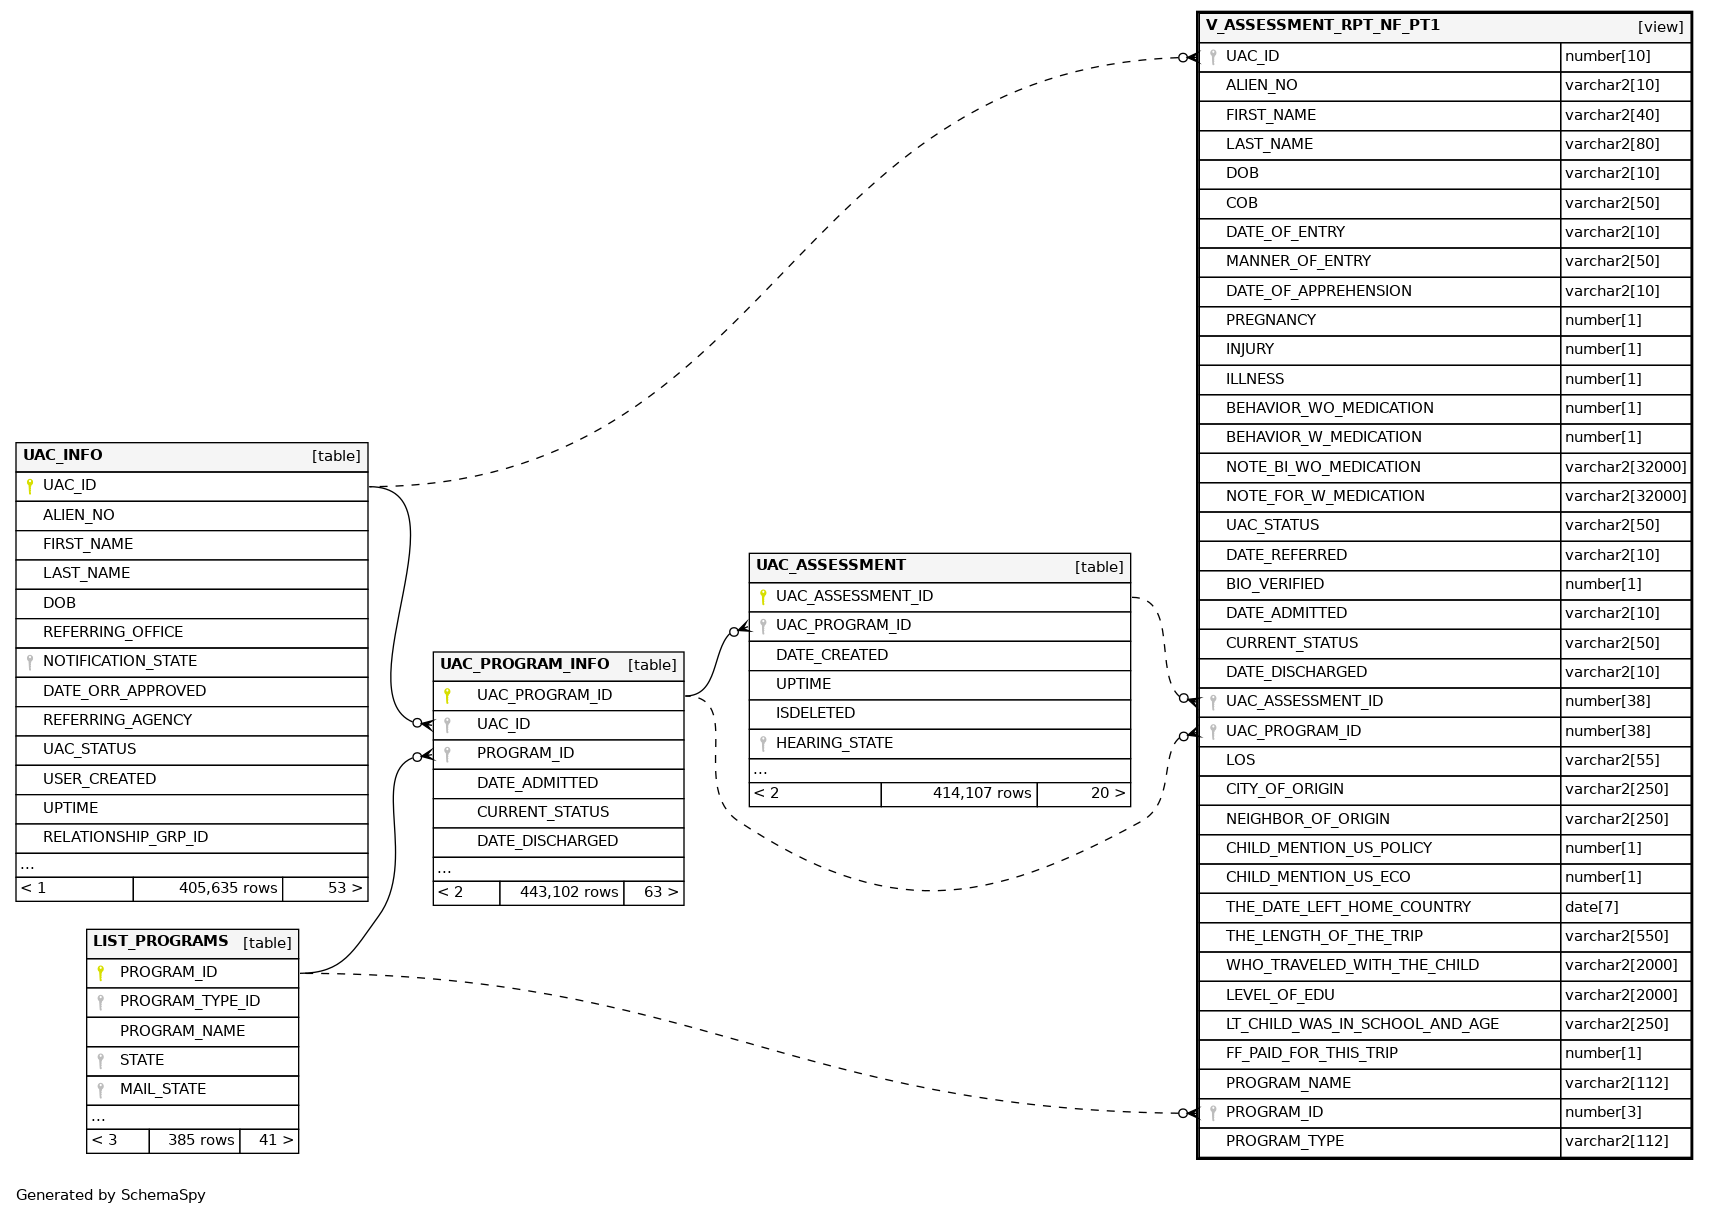 V_ASSESSMENT_RPT_NF_PT1 [view]
UAC_ID number[10]
ALIEN_NO varchar2[10]
FIRST_NAME varchar2[40]
LAST_NAME varchar2[80]
DOB varchar2[10]
COB varchar2[50]
DATE_OF_ENTRY varchar2[10]
MANNER_OF_ENTRY varchar2[50]
DATE_OF_APPREHENSION varchar2[10]
PREGNANCY number[1]
INJURY number[1]
ILLNESS number[1]
BEHAVIOR_WO_MEDICATION number[1]
BEHAVIOR_W_MEDICATION number[1]
NOTE_BI_WO_MEDICATION varchar2[32000]
NOTE_FOR_W_MEDICATION varchar2[32000]
UAC_STATUS varchar2[50]
DATE_REFERRED varchar2[10]
BIO_VERIFIED number[1]
DATE_ADMITTED varchar2[10]
CURRENT_STATUS varchar2[50]
DATE_DISCHARGED varchar2[10]
UAC_ASSESSMENT_ID number[38]
UAC_PROGRAM_ID number[38]
LOS varchar2[55]
CITY_OF_ORIGIN varchar2[250]
NEIGHBOR_OF_ORIGIN varchar2[250]
CHILD_MENTION_US_POLICY number[1]
CHILD_MENTION_US_ECO number[1]
THE_DATE_LEFT_HOME_COUNTRY date[7]
THE_LENGTH_OF_THE_TRIP varchar2[550]
WHO_TRAVELED_WITH_THE_CHILD varchar2[2000]
LEVEL_OF_EDU varchar2[2000]
LT_CHILD_WAS_IN_SCHOOL_AND_AGE varchar2[250]
FF_PAID_FOR_THIS_TRIP number[1]
PROGRAM_NAME varchar2[112]
PROGRAM_ID number[3]
PROGRAM_TYPE varchar2[112]
UAC_INFO [table]
UAC_ID
ALIEN_NO
FIRST_NAME
LAST_NAME
DOB
REFERRING_OFFICE
NOTIFICATION_STATE
DATE_ORR_APPROVED
REFERRING_AGENCY
UAC_STATUS
USER_CREATED
UPTIME
RELATIONSHIP_GRP_ID
...
< 1 405,635 rows 53 >
UAC_PROGRAM_INFO [table]
UAC_PROGRAM_ID
UAC_ID
PROGRAM_ID
DATE_ADMITTED
CURRENT_STATUS
DATE_DISCHARGED
...
< 2 443,102 rows 63 >
UAC_ASSESSMENT [table]
UAC_ASSESSMENT_ID
UAC_PROGRAM_ID
DATE_CREATED
UPTIME
ISDELETED
HEARING_STATE
...
< 2 414,107 rows 20 >
LIST_PROGRAMS [table]
PROGRAM_ID
PROGRAM_TYPE_ID
PROGRAM_NAME
STATE
MAIL_STATE
...
< 3 385 rows 41 >
Generated by SchemaSpy